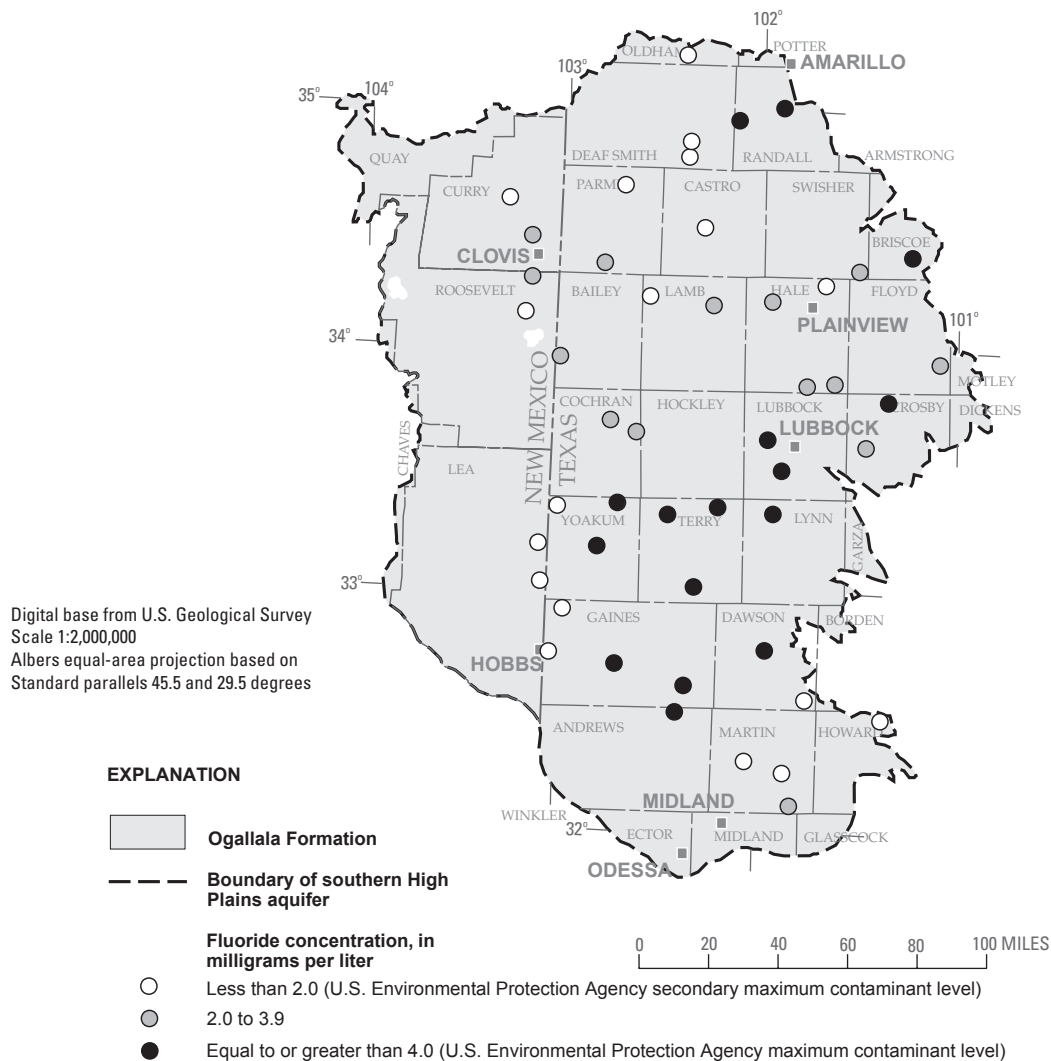 102°
POTTER
OLDHAM
AMARILLO
103°
35°
104°
QUAY
DEAF SMITH
RANDALL
ARMSTRONG
CURRY
CASTRO
SWISHER
CLOVIS
BRISCOE
ROOSEVELT
BAILEY
LAMB
HALE
FLOYD
PLAINVIEW
34°
101°
MOTLEY
COCHRAN
HOCKLEY
LUBBOCK
CROSBY
DICKENS
LUBBOCK
NEW MEXICO
TEXAS
CHAVES
LEA
YOAKUM
TERRY
LYNN
GARZA
33°
GAINES
DAWSON
BORDEN
HOBBS
ANDREWS
MARTIN
HOWARD
MIDLAND
WINKLER
32°
ECTOR
MIDLAND
GLASSCOCK
ODESSA
Digital base from U.S. Geological Survey
Scale 1:2,000,000
Albers equal-area projection based on
Standard parallels 45.5 and 29.5 degrees
EXPLANATION
Ogallala Formation
Boundary of southern High
Plains aquifer
Fluoride concentration, in
milligrams per liter
0 20 40 60 80 100 MILES
Less than 2.0 (U.S. Environmental Protection Agency secondary maximum contaminant level)
2.0 to 3.9
Equal to or greater than 4.0 (U.S. Environmental Protection Agency maximum contaminant level)